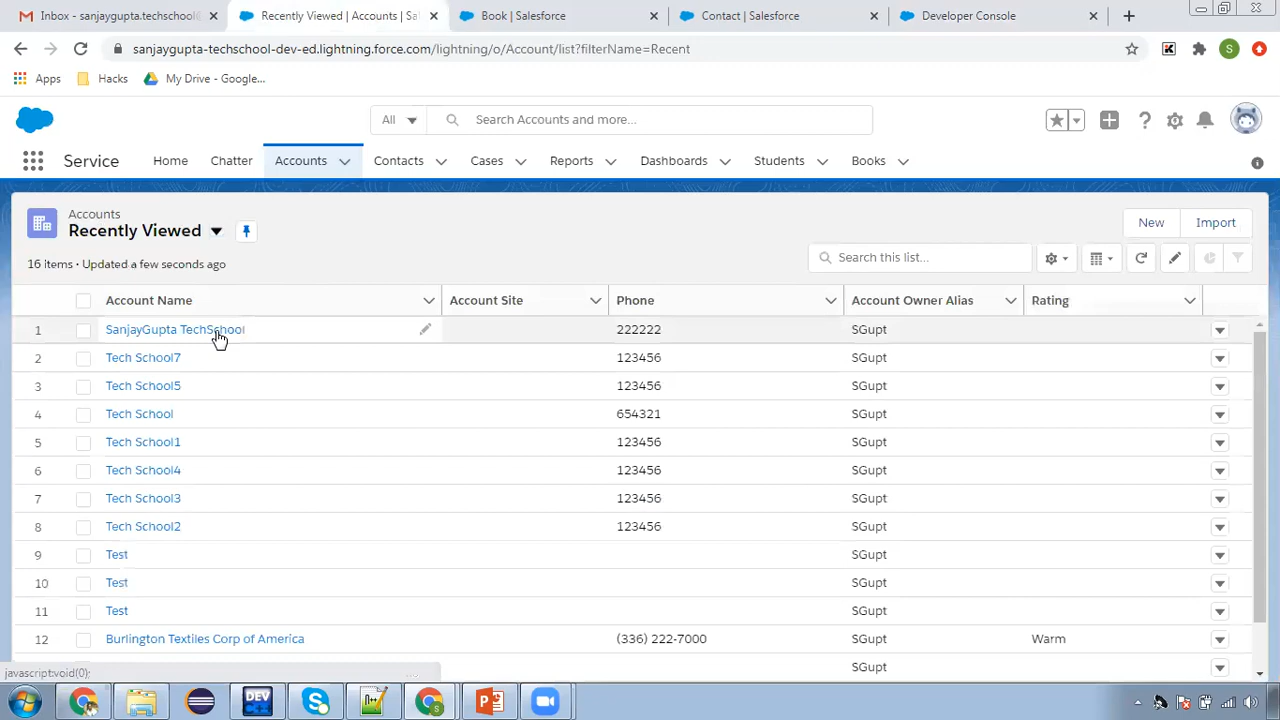 Inbox - sanjaygupta.techschool
Recently Viewed | Accounts | Sa
Book | Salesforce
Contact | Salesforce
Developer Console
sanjaygupta-techschool-dev-ed.lightning.force.com/lightning/o/Account/list?filterName=Recent
S
Apps
Hacks
My Drive - Google...
All
Search Accounts and more...
Service
Home
Chatter
Accounts
Contacts
Cases
Reports
Dashboards
Students
Books
Accounts
Recently Viewed
New
Import
16 items • Updated a few seconds ago
Search this list...
Account Name
Account Site
Phone
Account Owner Alias
Rating
1 SanjayGupta TechSchool 222222 SGupt
2 Tech School7 123456 SGupt
3 Tech School5 123456 SGupt
4 Tech School 654321 SGupt
5 Tech School1 123456 SGupt
6 Tech School4 123456 SGupt
7 Tech School3 123456 SGupt
8 Tech School2 123456 SGupt
9 Test SGupt
10 Test SGupt
11 Test SGupt
12 Burlington Textiles Corp of America (336) 222-7000 SGupt Warm
SGupt
javascript:void(0);
DEV
C++